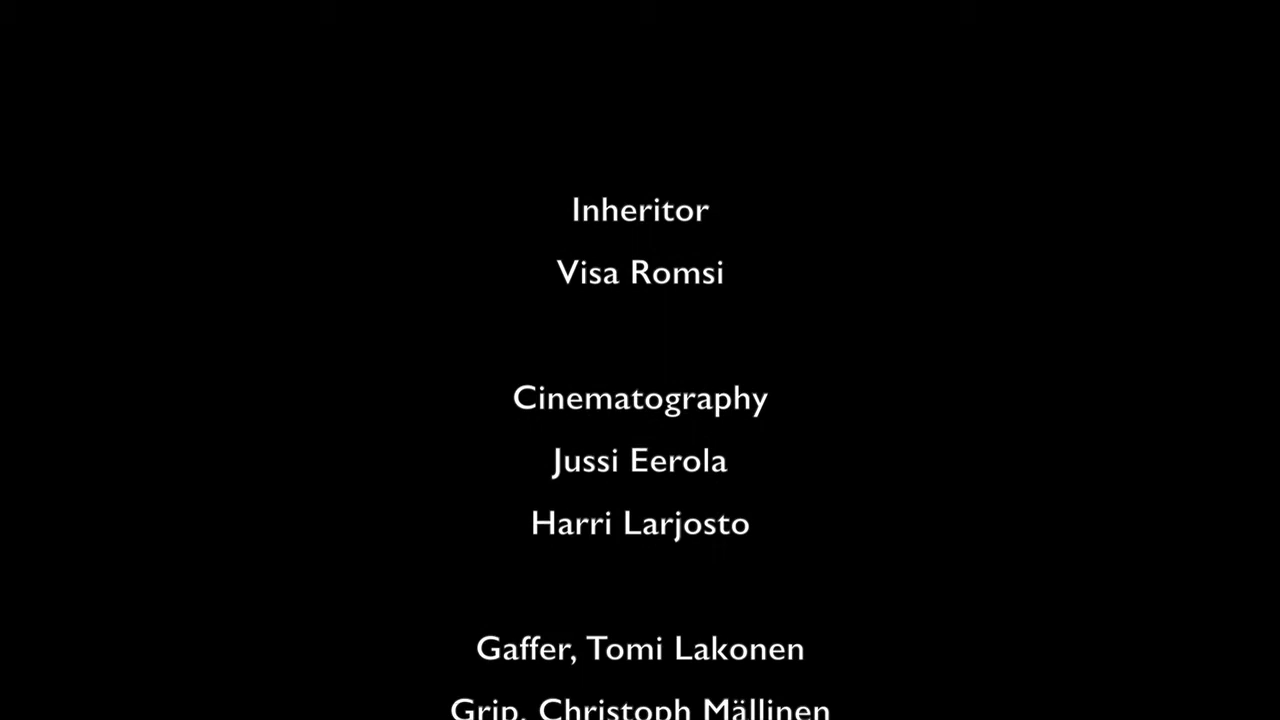 Inheritor
Visa Romsi
Cinematography
Jussi Eerola
Harri Larjosto
Gaffer, Tomi Lakonen
Grip, Christoph Mällinen